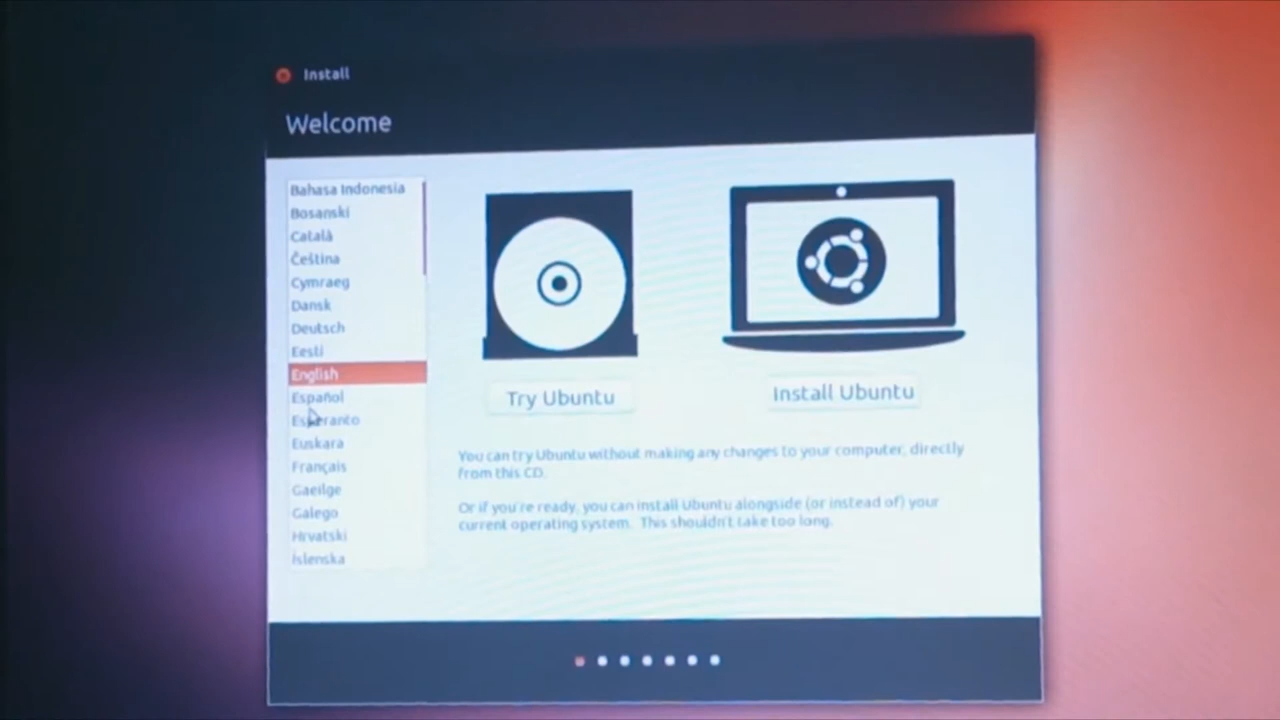 Install
Welcome
Bahasa Indonesia
Bosanski
Català
Čeština
Cymraeg
Dansk
Deutsch
Eesti
English
Español
Esperanto
Euskara
Français
Gaeilge
Galego
Hrvatski
Íslenska
Try Ubuntu
Install Ubuntu
You can try Ubuntu without making any changes to your computer, directly
from this CD.
Or if you're ready, you can install Ubuntu alongside (or instead of) your
current operating system. This shouldn't take too long.